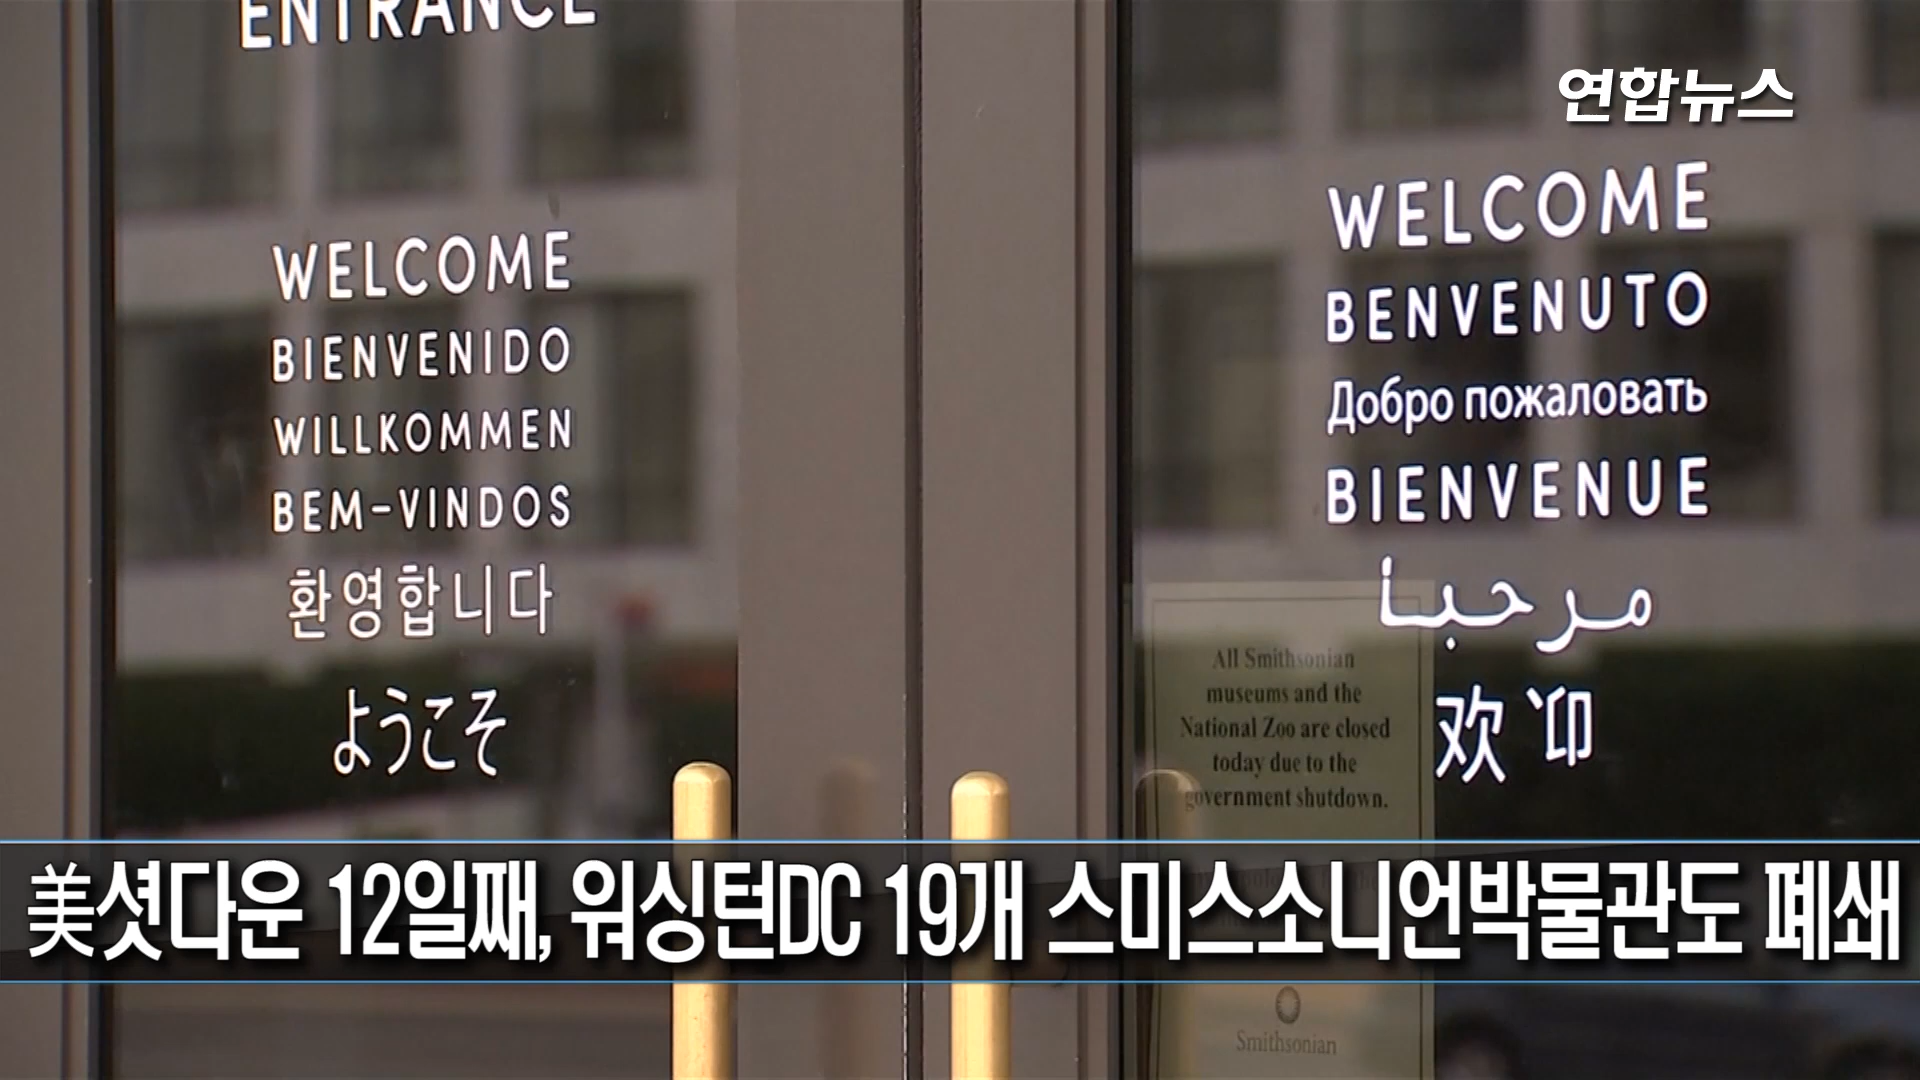 ENTRANCE
연합뉴스
WELCOME
BIENVENIDO
WILLKOMMEN
BEM-VINDOS
환영합니다
ようこそ
WELCOME
BENVENUTO
Добро пожаловать
BIENVENUE
مرحبا
欢迎
All Smithsonian
museums and the
National Zoo are closed
today due to the
government shutdown.
美셧다운 12일째, 워싱턴DC 19개 스미스소니언박물관도 폐쇄
Smithsonian